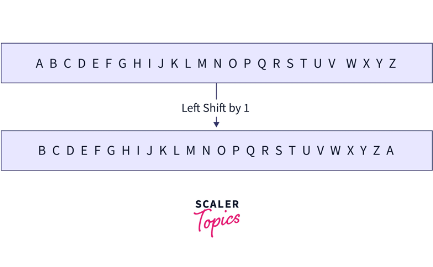 A B C D E F G H I J K L M N O P Q R S T U V W X Y Z
Left Shift by 1
B C D E F G H I J K L M N O P Q R S T U V W X Y Z A
SCALER
Topics